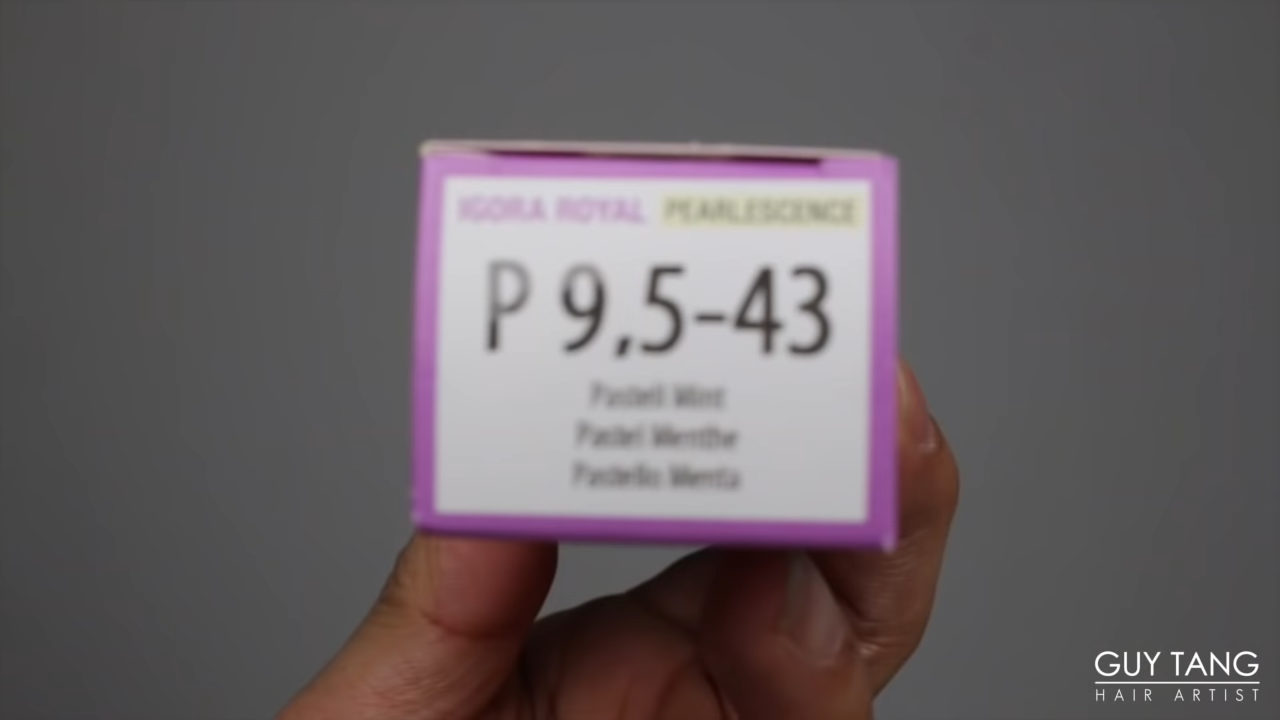 IGORA ROYAL PEARLESCENCE
P 9,5-43
Pastell Mint
Pastel Menthe
Pastello Menta
GUY TANG
HAIR ARTIST